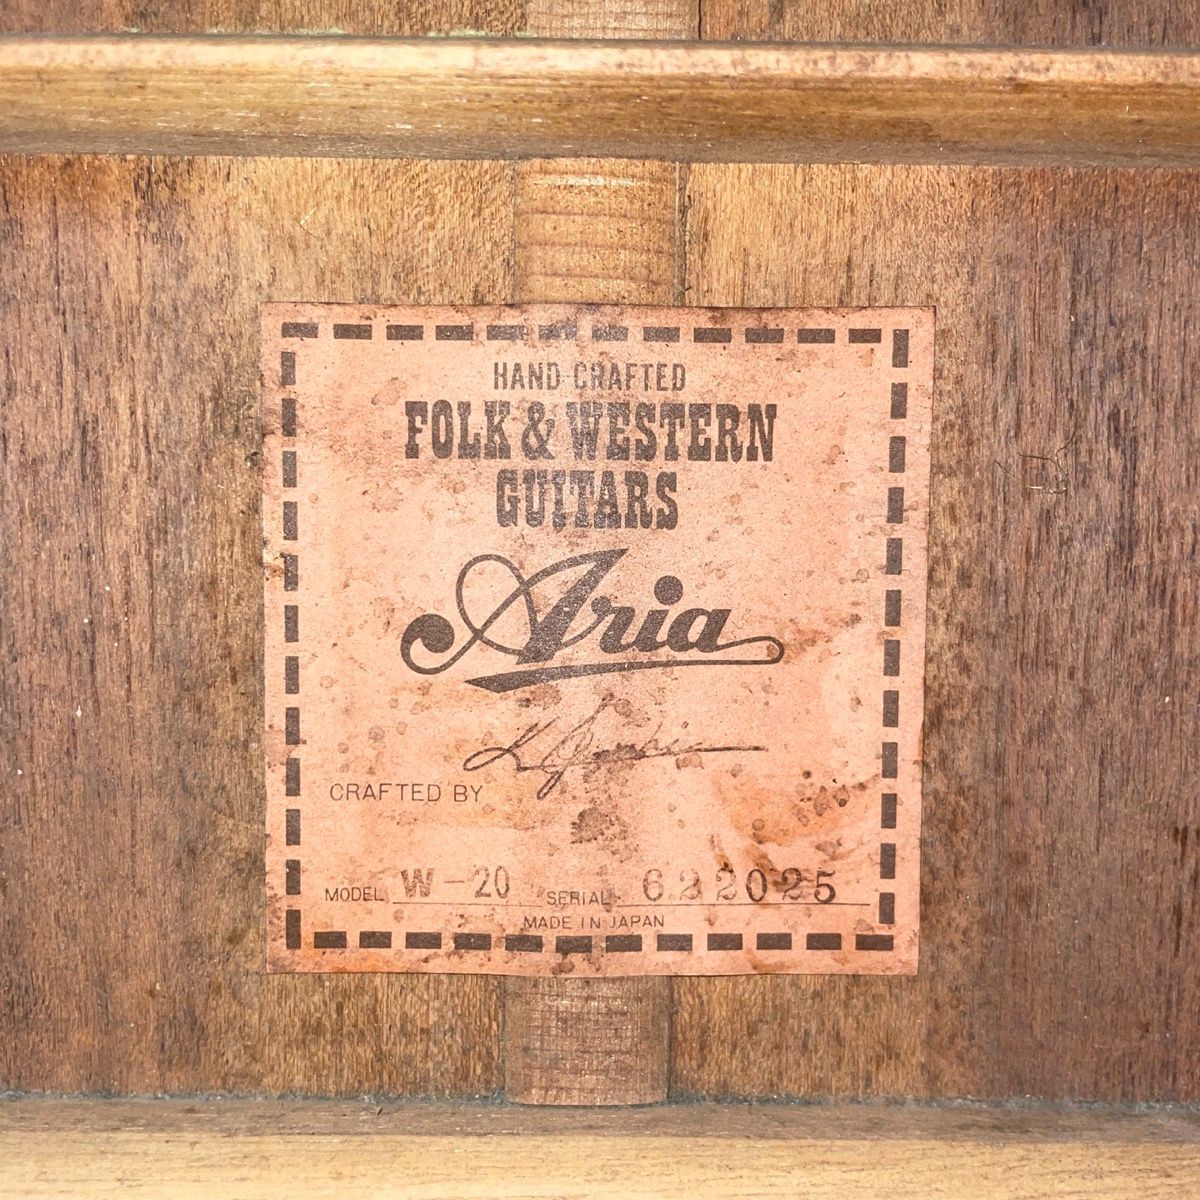 HAND CRAFTED
FOLK & WESTERN
GUITARS
Aria
CRAFTED BY
MODEL W-20 SERIAL 622025
MADE IN JAPAN